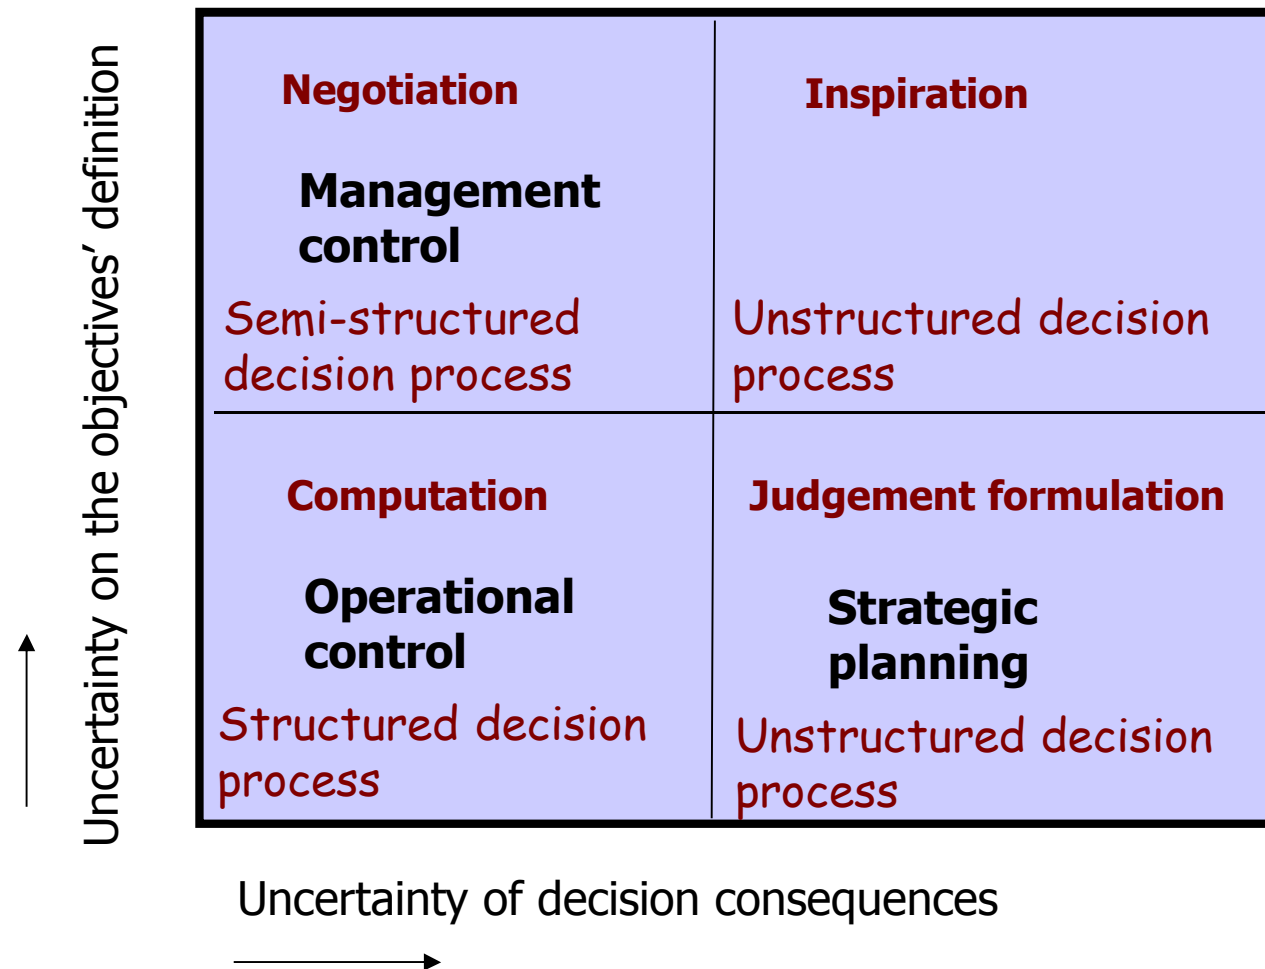 Uncertainty on the objectives’ definition
Negotiation
Management
control
Semi-structured
decision process
Inspiration
Unstructured decision
process
Computation
Operational
control
Structured decision
process
Judgement formulation
Strategic
planning
Unstructured decision
process
Uncertainty of decision consequences